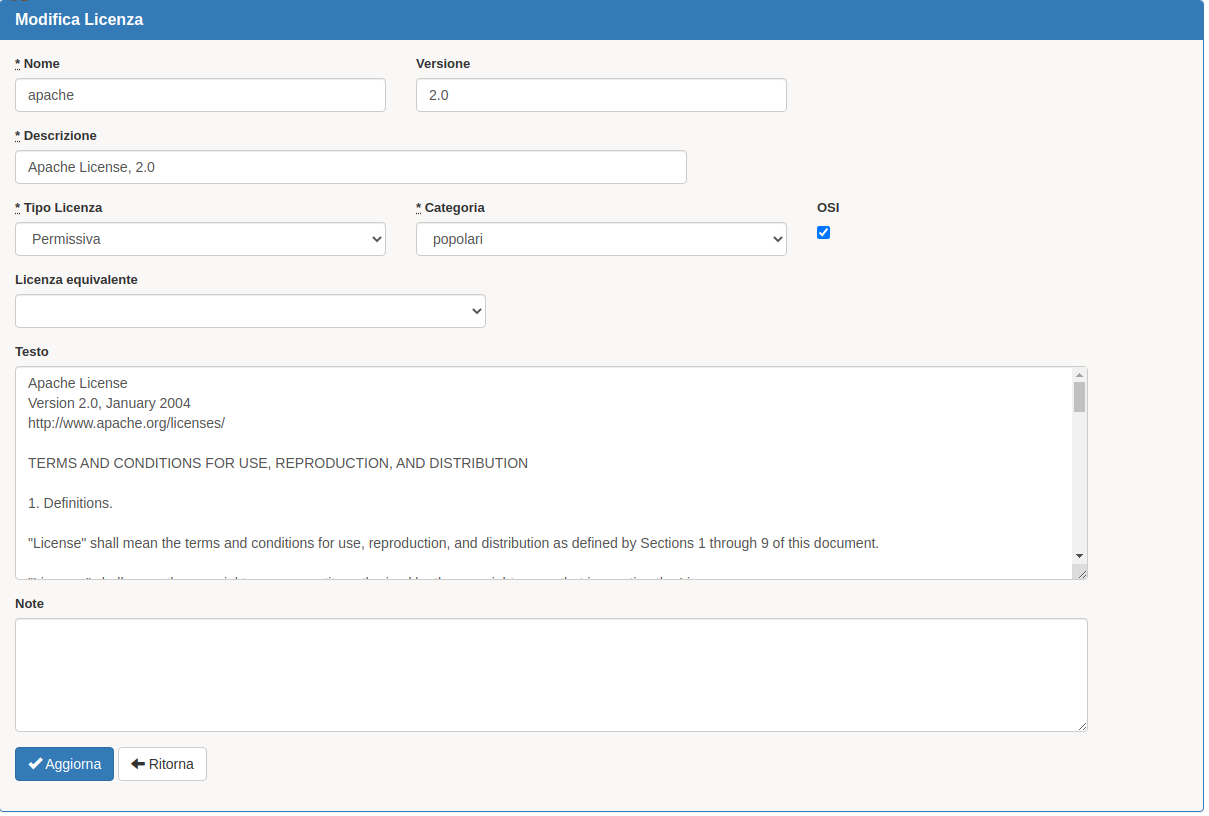 Modifica Licenza
* Nome
Versione
apache
2.0
* Descrizione
Apache License, 2.0
* Tipo Licenza
* Categoria
OSI
Permissiva
popolari
Licenza equivalente
Testo
Apache License
Version 2.0, January 2004
http://www.apache.org/licenses/
TERMS AND CONDITIONS FOR USE, REPRODUCTION, AND DISTRIBUTION
1. Definitions.
"License" shall mean the terms and conditions for use, reproduction, and distribution as defined by Sections 1 through 9 of this document.
Note
Aggiorna
Ritorna